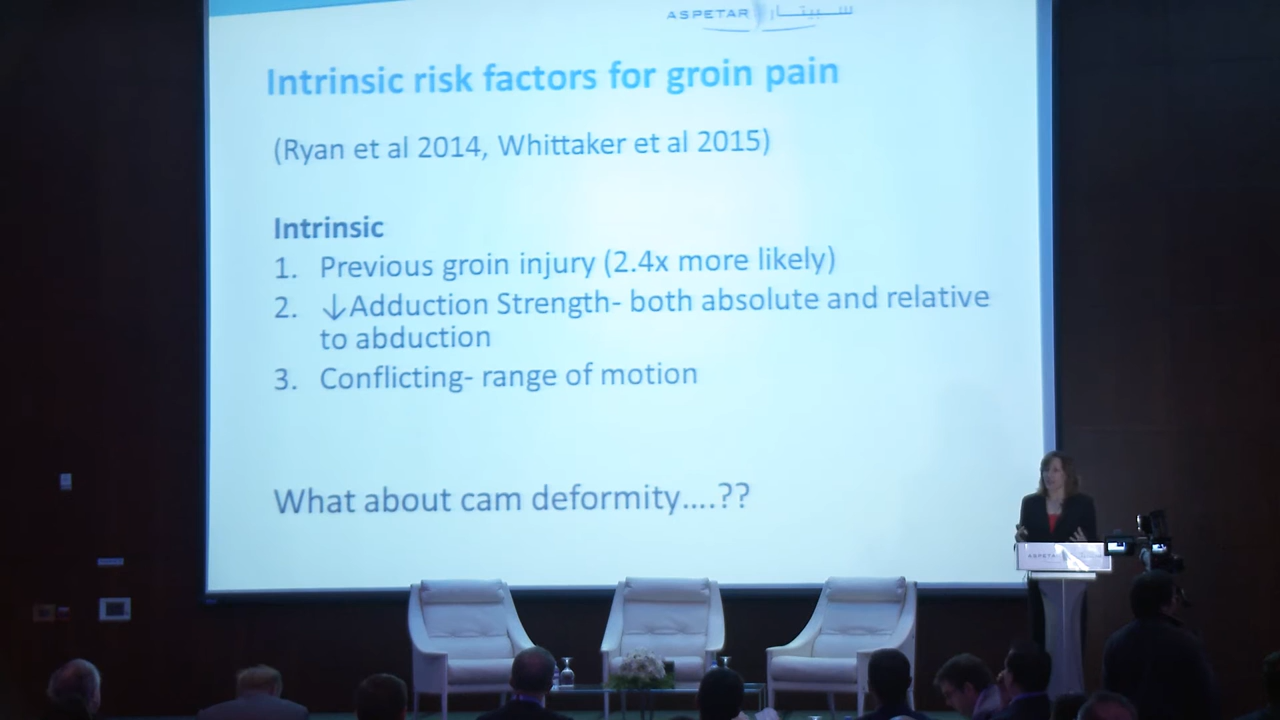 ASPETAR سبيتار
Intrinsic risk factors for groin pain
(Ryan et al 2014, Whittaker et al 2015)
Intrinsic
1. Previous groin injury (2.4x more likely)
2. ↓Adduction Strength- both absolute and relative
to abduction
3. Conflicting- range of motion
What about cam deformity....??
ASPETAR